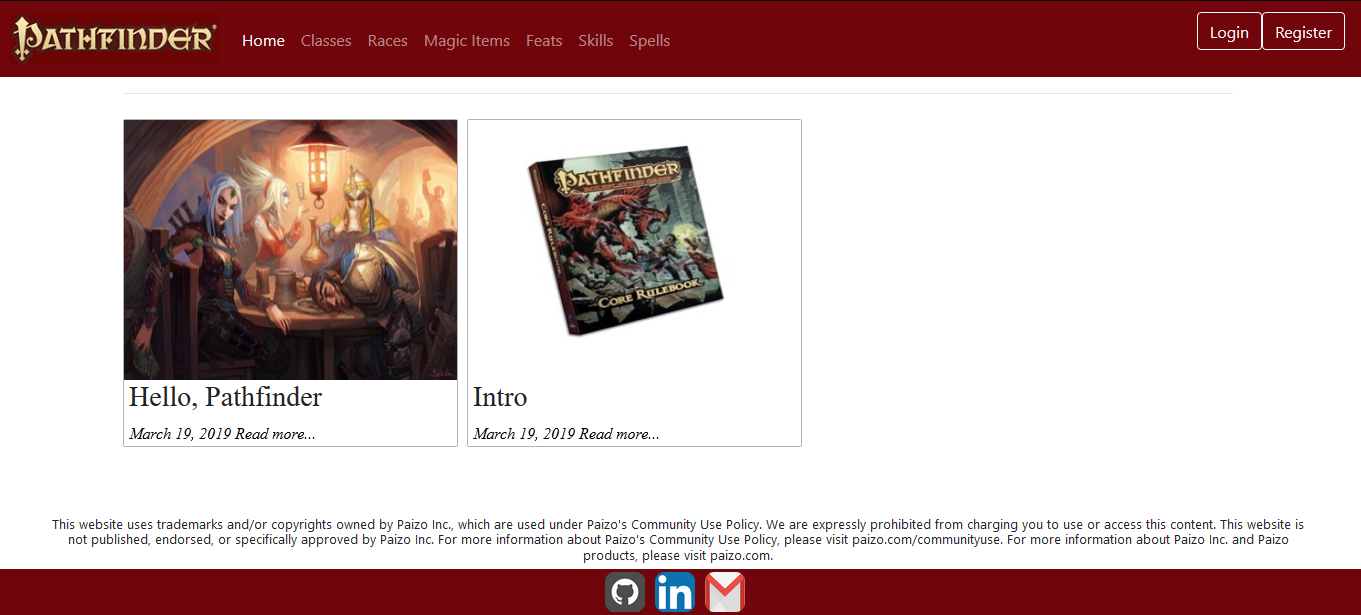 PATHFINDER
Home Classes Races Magic Items Feats Skills Spells
Login Register
PATHFINDER
ROLEPLAYING GAME
CORE RULEBOOK
CORE RULEBOOK
Hello, Pathfinder
March 19, 2019 Read more...
Intro
March 19, 2019 Read more...
This website uses trademarks and/or copyrights owned by Paizo Inc., which are used under Paizo's Community Use Policy. We are expressly prohibited from charging you to use or access this content. This website is
not published, endorsed, or specifically approved by Paizo Inc. For more information about Paizo's Community Use Policy, please visit paizo.com/communityuse. For more information about Paizo Inc. and Paizo
products, please visit paizo.com.
in